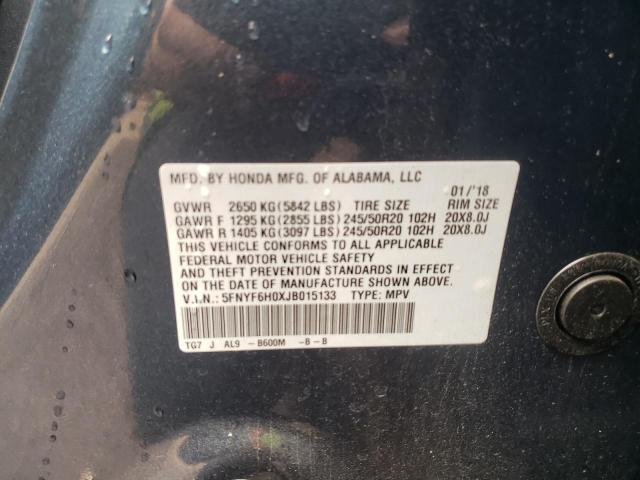 MFD. BY HONDA MFG. OF ALABAMA, LLC
01/'18
GVWR 2650 KG(5842 LBS) TIRE SIZE RIM SIZE
GAWR F 1295 KG(2855 LBS) 245/50R20 102H 20X8.0J
GAWR R 1405 KG(3097 LBS) 245/50R20 102H 20X8.0J
THIS VEHICLE CONFORMS TO ALL APPLICABLE
FEDERAL MOTOR VEHICLE SAFETY
AND THEFT PREVENTION STANDARDS IN EFFECT
ON THE DATE OF MANUFACTURE SHOWN ABOVE.
V.I.N.: 5FNYF6H0XJB015133 TYPE: MPV
TG7 J AL9 -B600M -B-B